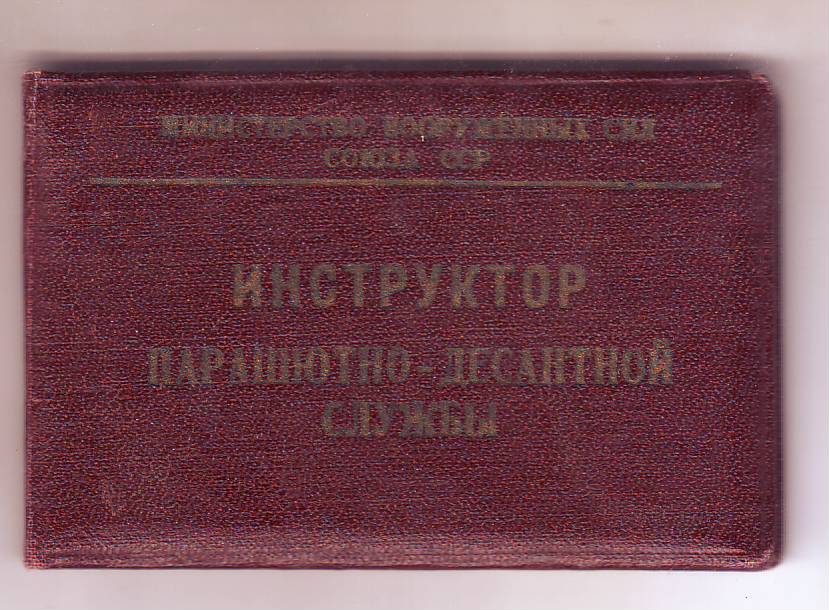 МИНИСТЕРСТВО ВООРУЖЕННЫХ СИЛ
СОЮЗА ССР
ИНСТРУКТОР
ПАРАШЮТНО-ДЕСАНТНОЙ
СЛУЖБЫ